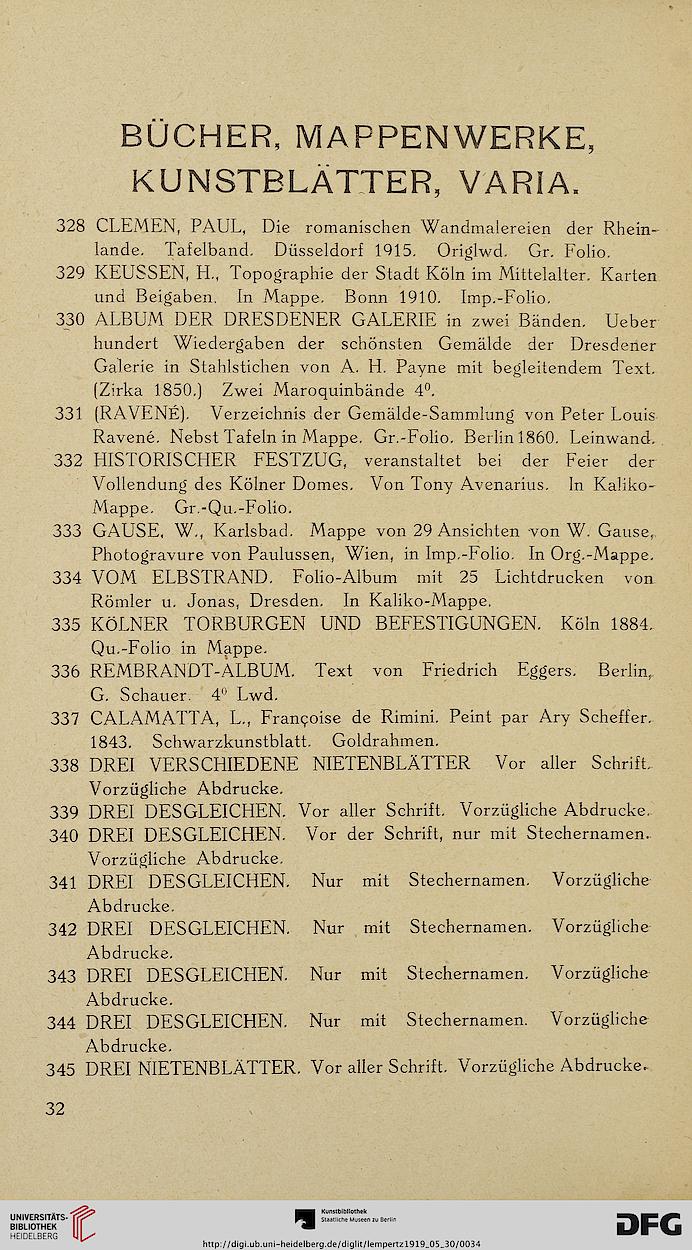 BÜCHER, MAPPENWERKE,
KUNSTBLÄTTER, VARIA.
328 CLEMEN, PAUL, Die romanischen Wandmalereien der Rhein-
lande. Tafelband. Düsseldorf 1915. Origlwd. Gr. Folio.
329 KEUSSEN, H., Topographie der Stadt Köln im Mittelalter. Karten
und Beigaben. In Mappe. Bonn 1910. Imp.-Folio.
330 ALBUM DER DRESDENER GALERIE in zwei Bänden. Ueber
hundert Wiedergaben der schönsten Gemälde der Dresdener
Galerie in Stahlstichen von A. H. Payne mit begleitendem Text.
(Zirka 1850.) Zwei Maroquinbände 4⁰.
331 (RAVENÉ). Verzeichnis der Gemälde-Sammlung von Peter Louis
Ravené. Nebst Tafeln in Mappe. Gr.-Folio. Berlin 1860. Leinwand.
332 HISTORISCHER FESTZUG, veranstaltet bei der Feier der
Vollendung des Kölner Domes. Von Tony Avenarius. In Kaliko-
Mappe. Gr.-Qu.-Folio.
333 GAUSE, W., Karlsbad. Mappe von 29 Ansichten von W. Gause,
Photogravure von Paulussen, Wien, in Imp.-Folio. In Org.-Mappe.
334 VOM ELBSTRAND. Folio-Album mit 25 Lichtdrucken von
Römler u. Jonas, Dresden. In Kaliko-Mappe.
335 KÖLNER TORBURGEN UND BEFESTIGUNGEN. Köln 1884.
Qu.-Folio in Mappe.
336 REMBRANDT-ALBUM. Text von Friedrich Eggers. Berlin,
G. Schauer. 4⁰ Lwd.
337 CALAMATTA, L., Françoise de Rimini. Peint par Ary Scheffer.
1843. Schwarzkunstblatt. Goldrahmen.
338 DREI VERSCHIEDENE NIETENBLÄTTER Vor aller Schrift.
Vorzügliche Abdrucke.
339 DREI DESGLEICHEN. Vor aller Schrift. Vorzügliche Abdrucke.
340 DREI DESGLEICHEN. Vor der Schrift, nur mit Stechernamen.
Vorzügliche Abdrucke.
341 DREI DESGLEICHEN. Nur mit Stechernamen. Vorzügliche
Abdrucke.
342 DREI DESGLEICHEN. Nur mit Stechernamen. Vorzügliche
Abdrucke.
343 DREI DESGLEICHEN. Nur mit Stechernamen. Vorzügliche
Abdrucke.
344 DREI DESGLEICHEN. Nur mit Stechernamen. Vorzügliche
Abdrucke.
345 DREI NIETENBLÄTTER. Vor aller Schrift. Vorzügliche Abdrucke.
32
UNIVERSITÄTS-
BIBLIOTHEK
HEIDELBERG
Kunstbibliothek
Staatliche Museen zu Berlin
DFG
http://digi.ub.uni-heidelberg.de/diglit/lempertz1919_05_30/0034